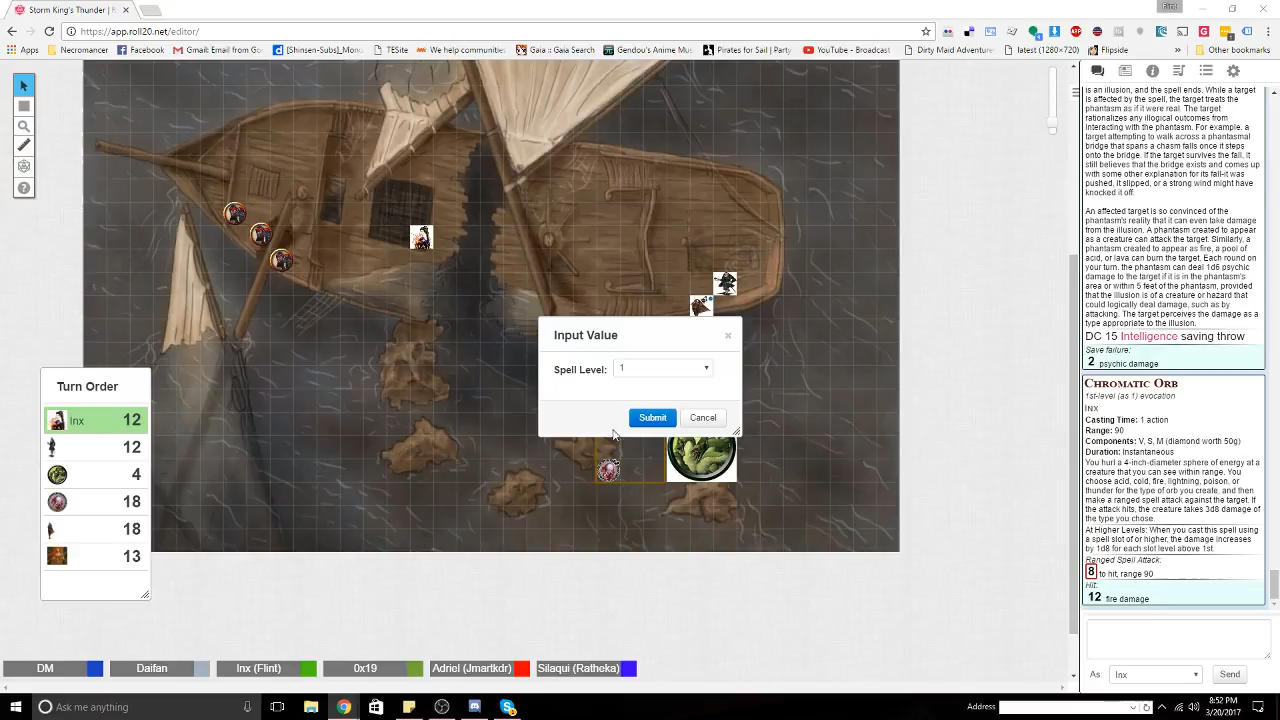 Storm King's Thunder | R
Flint
https://app.roll20.net/editor/
Apps
Necromancer
Facebook
Gmail: Email from Go
[Shinsen-Subs]_Mom
TESite
We help communities
Gaia :: Gaia Search
Gendou's Anime Mus
Pirates for Sail | Party
YouTube - Broadcast
Dirty Maid Adventure
latest (1280×720)
Flipside
Other bookmarks
is an illusion, and the spell ends. While a
target is affected by the spell, the target treats the
phantasm as if it were real. The target
rationalizes any illogical outcomes from
interacting with the phantasm. For example, a
target attempting to walk across a phantasmal
bridge that spans a chasm falls once it steps
onto the bridge. If the target survives the fall, it
still believes that the bridge exists and comes up
with some other explanation for its fall-it was
pushed, it slipped, or a strong wind might have
knocked it off.
An affected target is so convinced of the
phantasm's reality that it can even take damage
from the illusion. A phantasm created to appear
as a creature can attack the target. Similarly, a
phantasm created to appear as fire, a pool of
acid, or lava can burn the target. Each round on
your turn, the phantasm can deal 1d6 psychic
damage to the target if it is in the phantasm's
area or within 5 feet of the phantasm, provided
that the illusion is of a creature or hazard that
could logically deal damage, such as by
attacking. The target perceives the damage as a
type appropriate to the illusion.
DC 15 Intelligence saving throw
Save failure:
2 psychic damage
Chromatic Orb
1st-level (as 1) evocation
Inx
Casting Time: 1 action
Range: 90
Components: V, S, M (diamond worth 50g)
Duration: Instantaneous
You hurl a 4-inch-diameter sphere of energy at a
creature that you can see within range. You
choose acid, cold, fire, lightning, poison, or
thunder for the type of orb you create, and then
make a ranged spell attack against the target. If
the attack hits, the creature takes 3d8 damage of
the type you chose.
At Higher Levels: When you cast this spell using
a spell slot of or higher, the damage increases
by 1d8 for each slot level above 1st.
Ranged Spell Attack:
8 to hit, range 90
Hit:
12 fire damage
Input Value
Spell Level: 1
Submit Cancel
Turn Order
Inx 12
12
4
18
18
13
DM
Daifan
Inx (Flint)
0x19
Adriel (Jmartkdr)
Silaqui (Ratheka)
As: Inx
Send
Ask me anything
Address
8:52 PM
3/20/2017